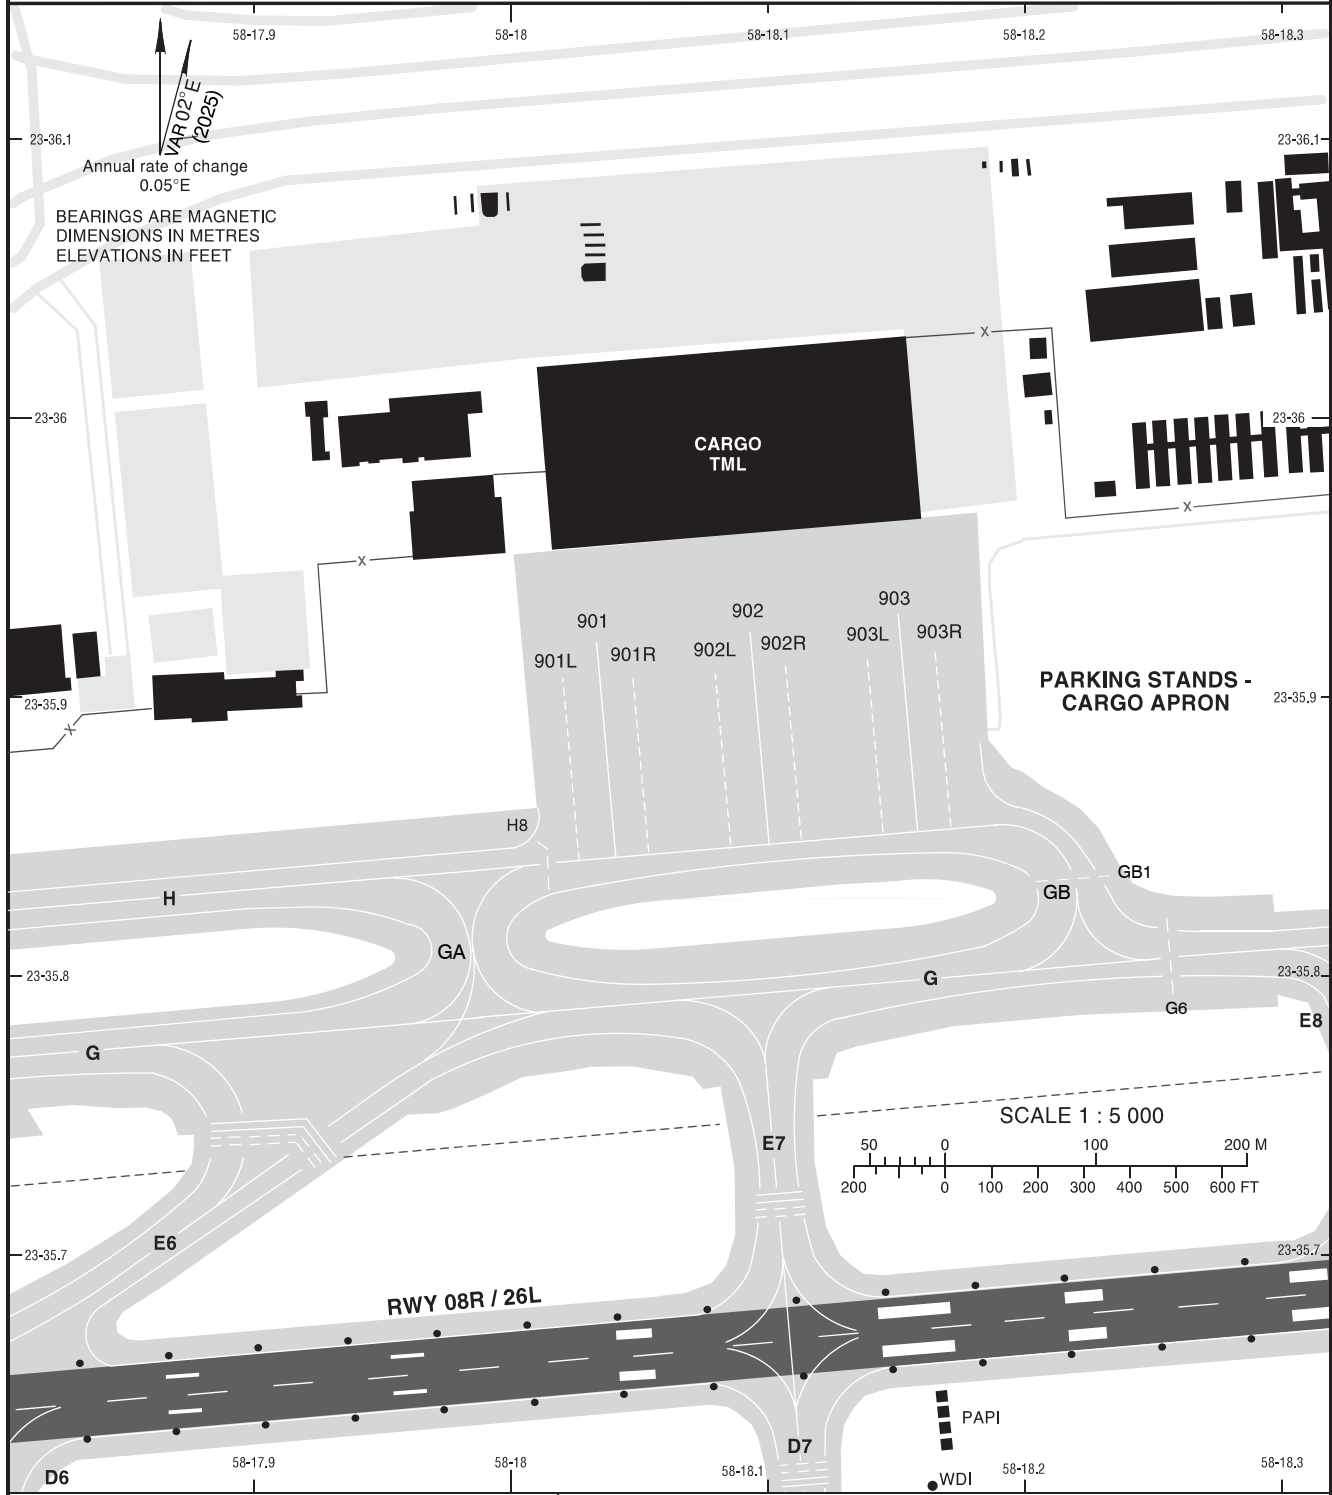 58-17.9
58-18
58-18.1
58-18.2
58-18.3
VAR 02°E
(2025)
23-36.1
23-36.1
Annual rate of change
0.05°E
BEARINGS ARE MAGNETIC
DIMENSIONS IN METRES
ELEVATIONS IN FEET
X
23-36
23-36
CARGO
TML
X
X
903
902
901
903L
903R
902L
902R
901L
901R
PARKING STANDS -
CARGO APRON
23-35.9
23-35.9
X
H8
GB1
H
GB
GA
G
23-35.8
23-35.8
G6
E8
G
SCALE 1 : 5 000
E7
50 0 100 200 M
200 0 100 200 300 400 500 600 FT
E6
23-35.7
23-35.7
RWY 08R / 26L
PAPI
D7
58-17.9
58-18
58-18.1
58-18.2
58-18.3
D6
WDI